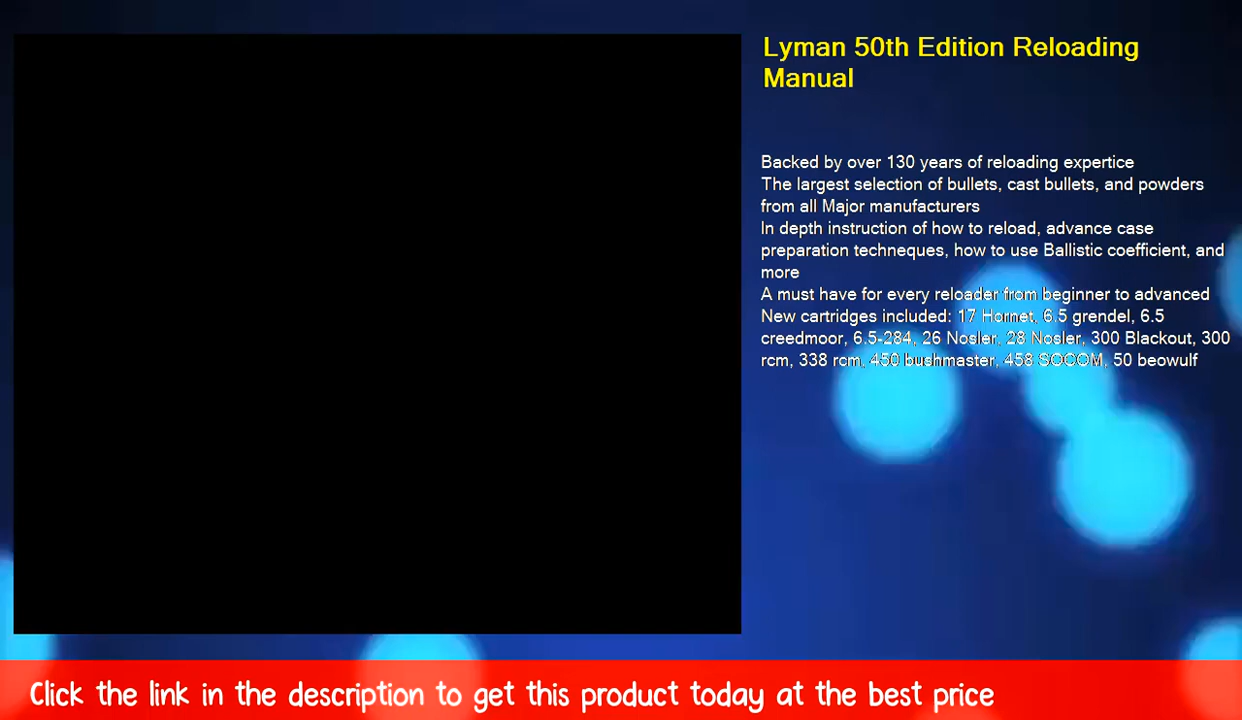 Lyman 50th Edition Reloading
Manual
Backed by over 130 years of reloading expertice
The largest selection of bullets, cast bullets, and powders
from all Major manufacturers
In depth instruction of how to reload, advance case
preparation techneques, how to use Ballistic coefficient, and
more
A must have for every reloader from beginner to advanced
New cartridges included: 17 Hornet, 6.5 grendel, 6.5
creedmoor, 6.5-284, 26 Nosler, 28 Nosler, 300 Blackout, 300
rcm, 338 rcm, 450 bushmaster, 458 SOCOM, 50 beowulf
Click the link in the description to get this product today at the best price